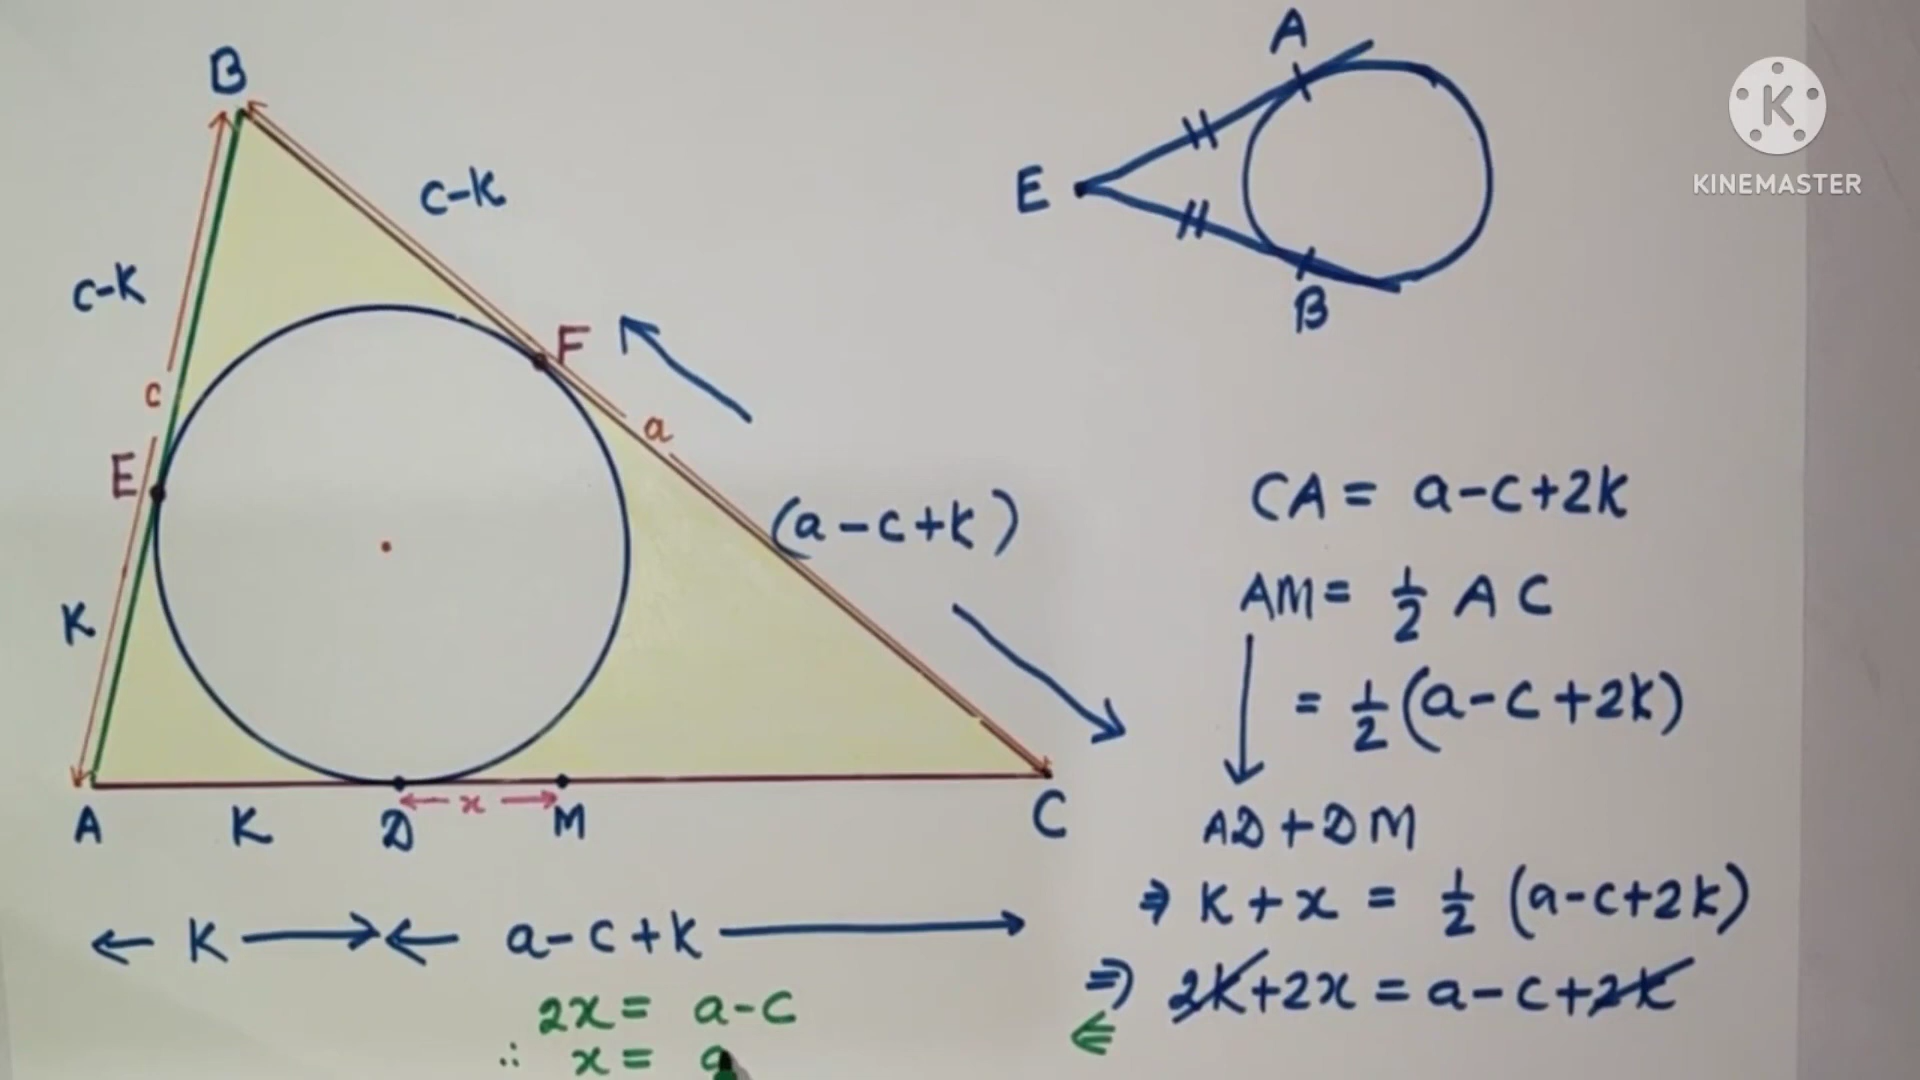 B
c-K
c-K
c
E
F
a
(a-c+k)
K
A
K
D
x
M
C
K
a-c+k
2x = a-c
∴ x = a
A
E
B
K
KINEMASTER
CA = a-c+2k
AM = 1/2 AC
= 1/2 (a-c+2k)
AD+DM
⇒ K+x = 1/2 (a-c+2k)
⇒ 2k+2x = a-c+2k